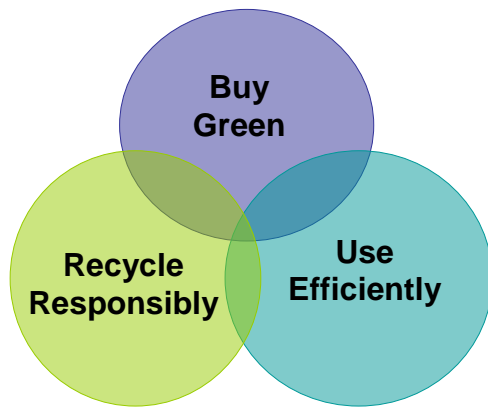 Buy
Green
Recycle
Responsibly
Use
Efficiently